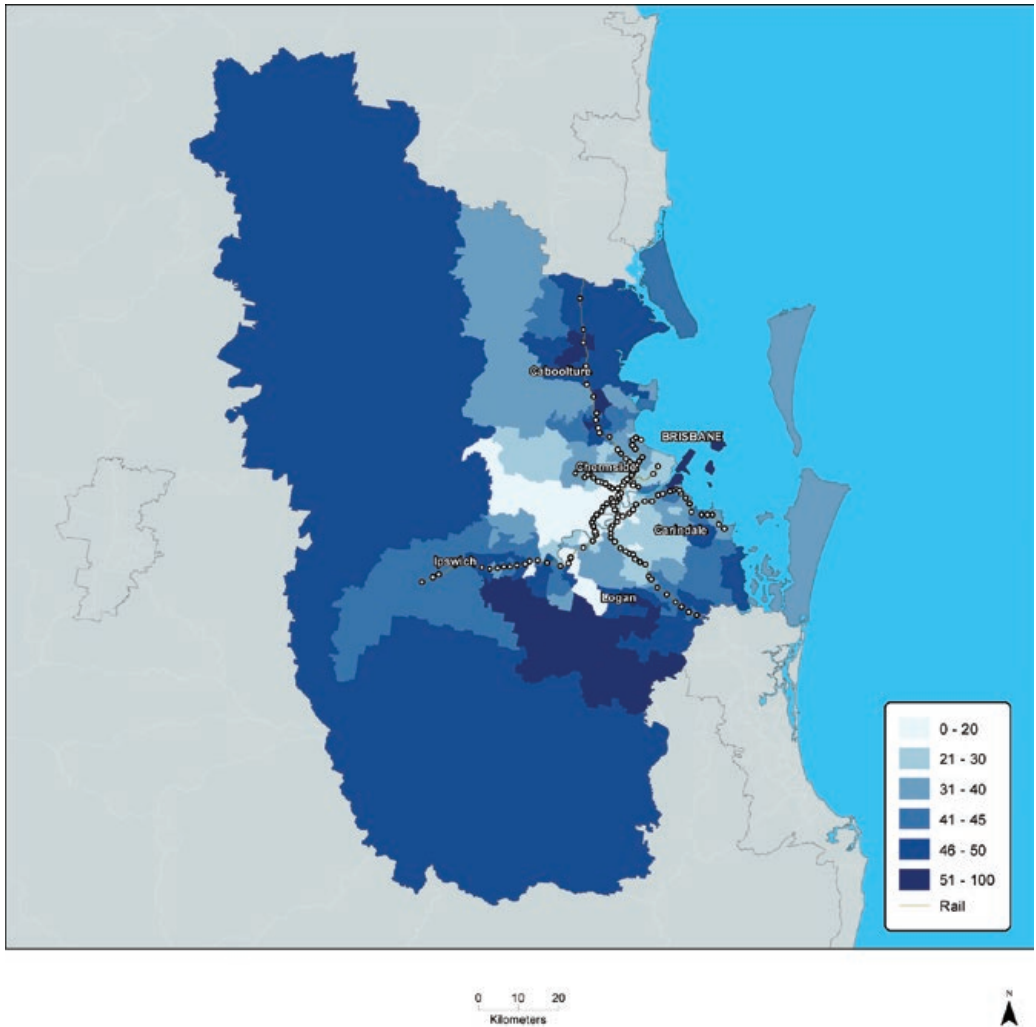 Caboolture
BRISBANE
Chermside
Carindale
Ipswich
Logan
0 - 20
21 - 30
31 - 40
41 - 45
46 - 50
51 - 100
Rail
0 10 20
Kilometers
N